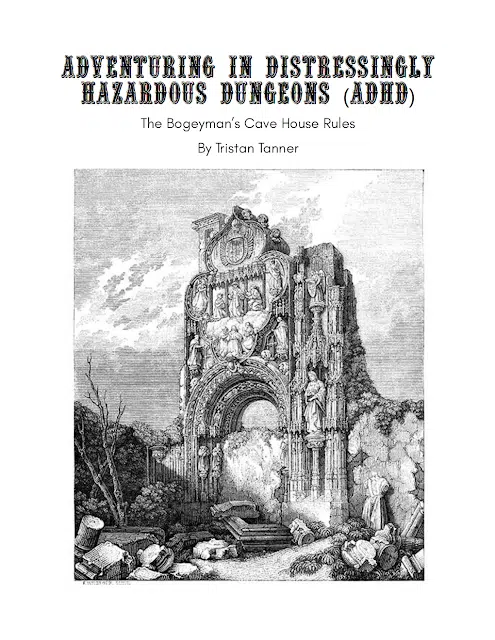 ADVENTURING IN DISTRESSINGLY
HAZARDOUS DUNGEONS (ADHD)
The Bogeyman's Cave House Rules
By Tristan Tanner